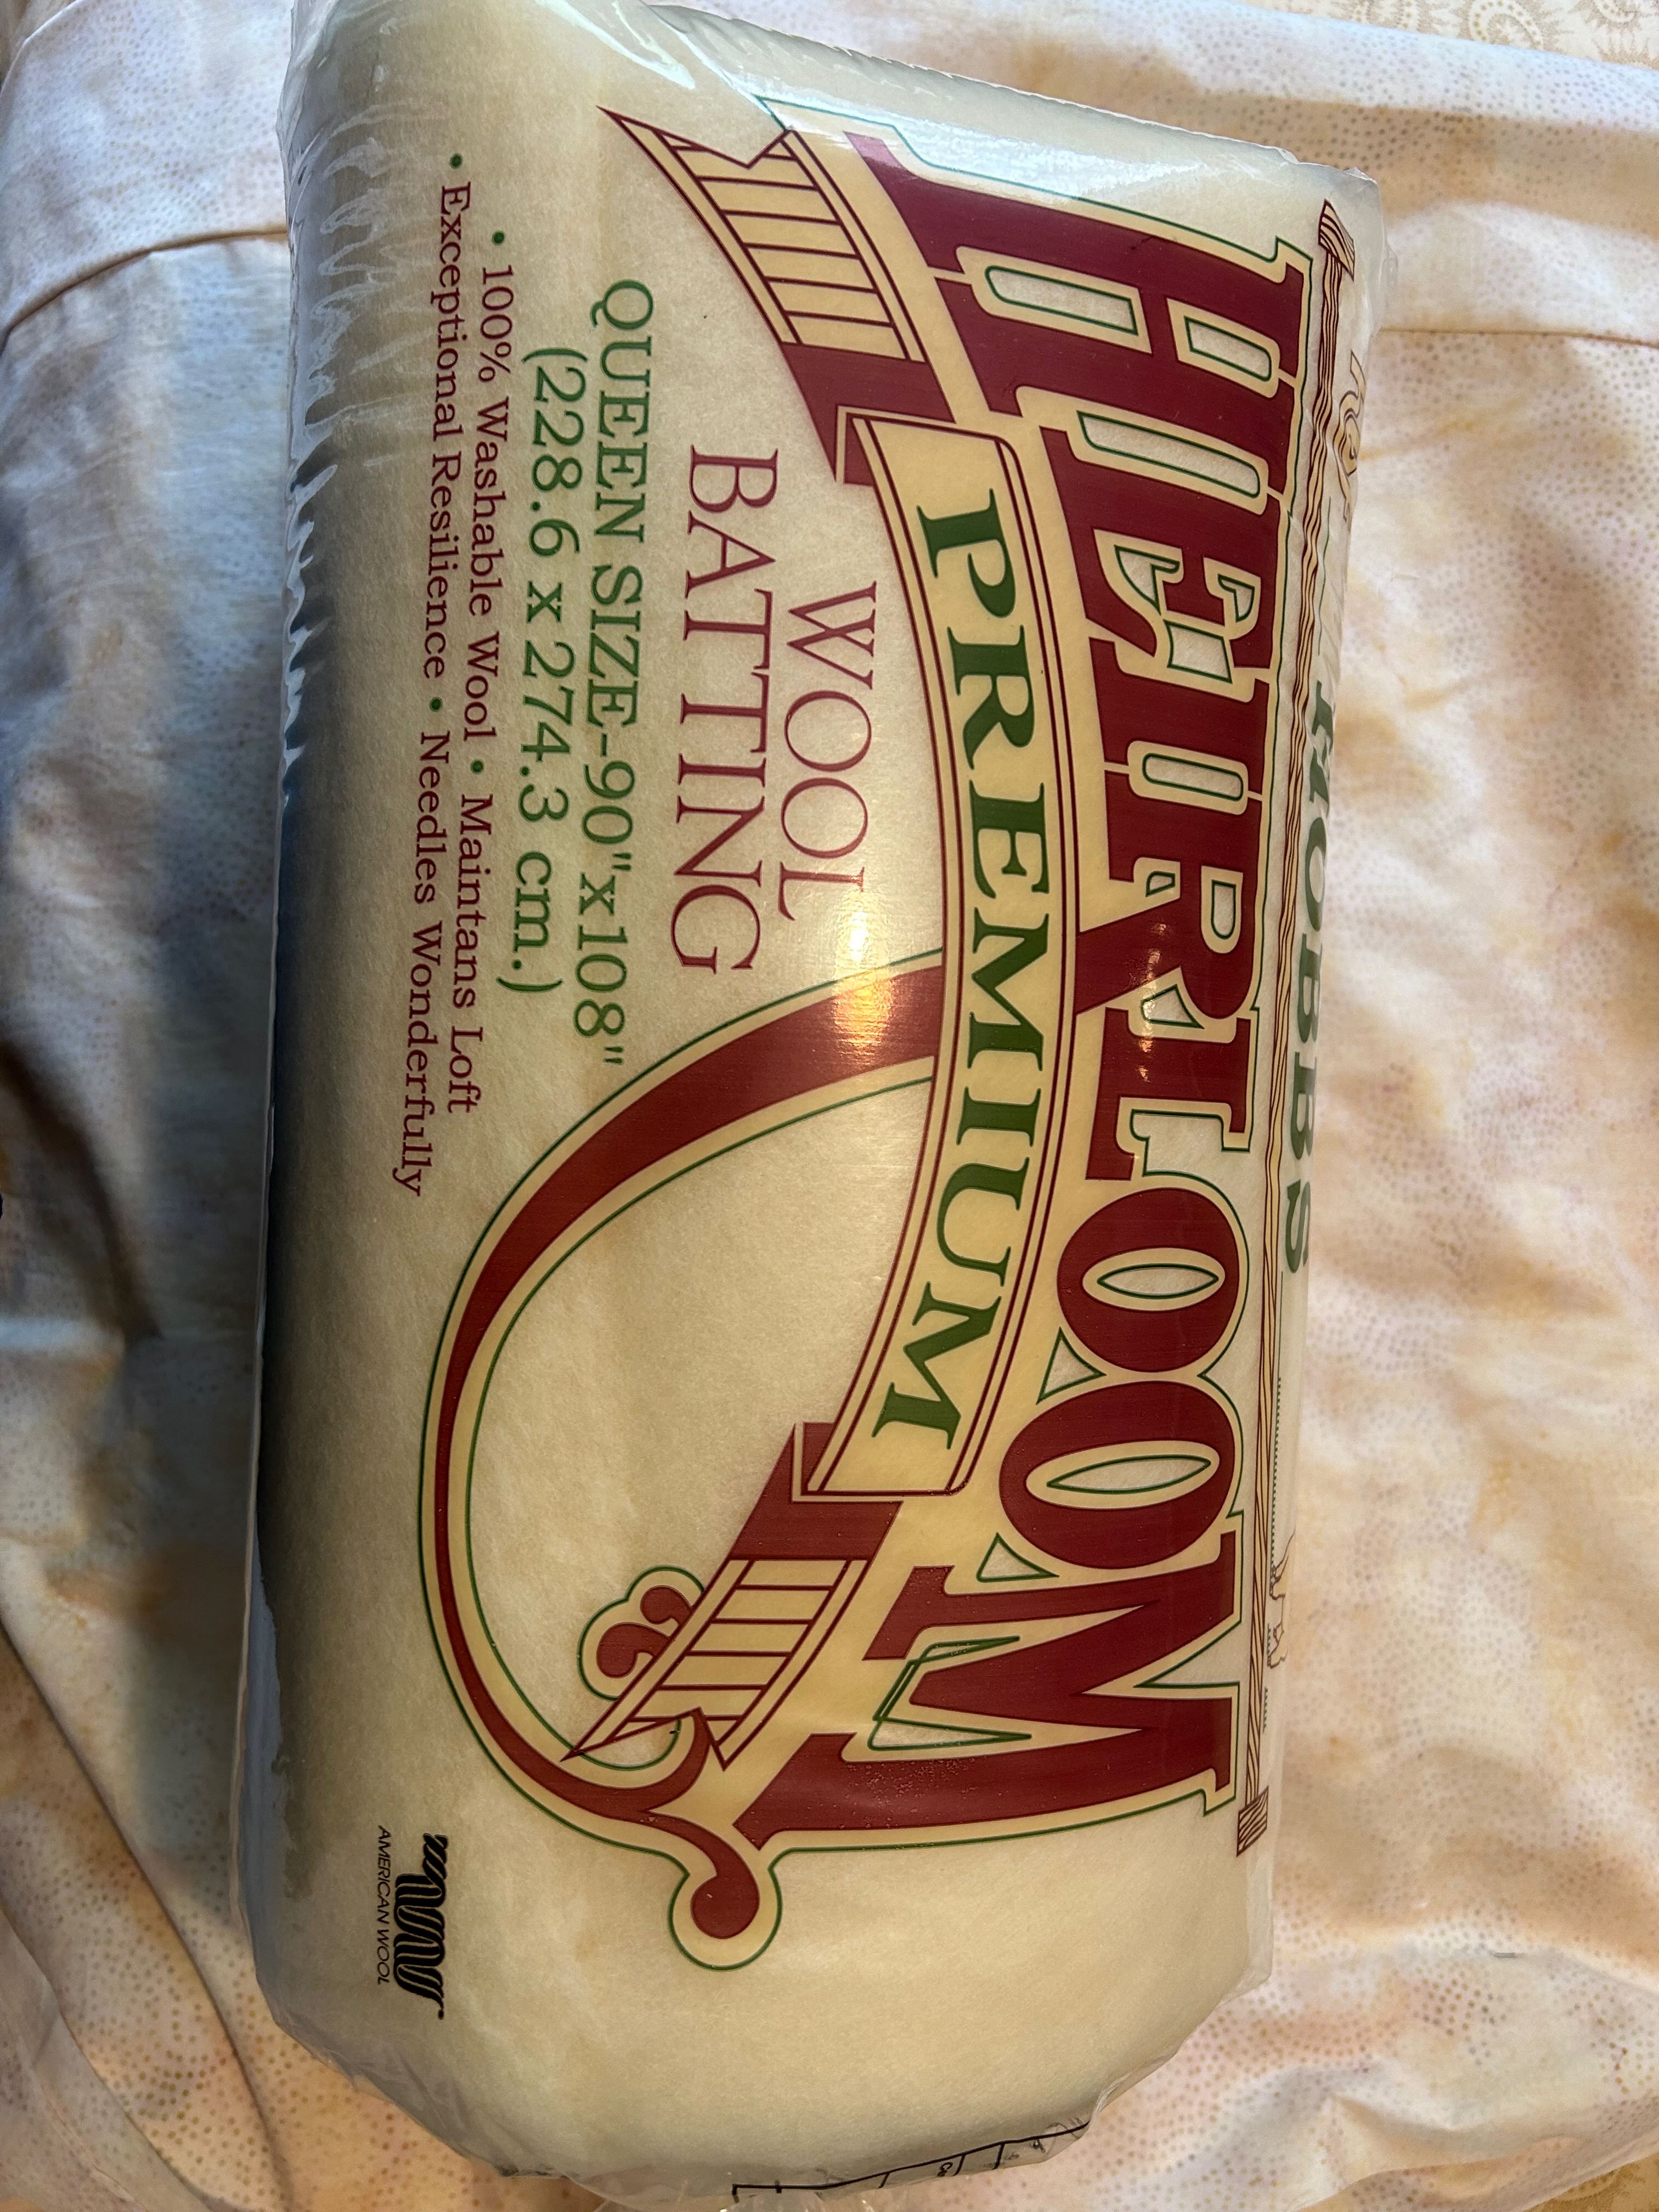 HOBBS
HEIRLOOM
PREMIUM
WOOL
BATTING
QUEEN SIZE-90"x108"
(228.6 x 274.3 cm.)
• 100% Washable Wool • Maintans Loft
• Exceptional Resilience • Needles Wonderfully
AMERICAN WOOL